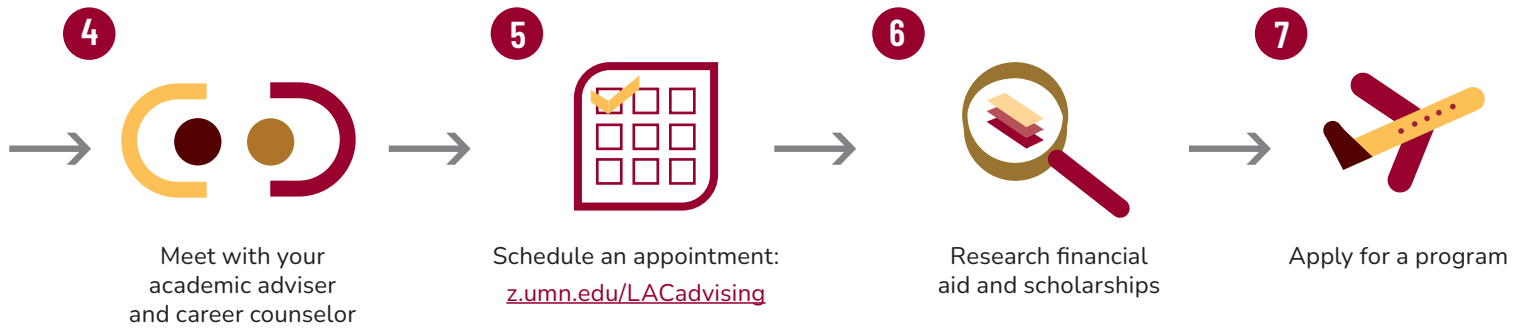 4
Meet with your
academic adviser
and career counselor
5
Schedule an appointment:
z.umn.edu/LACadvising
6
Research financial
aid and scholarships
7
Apply for a program